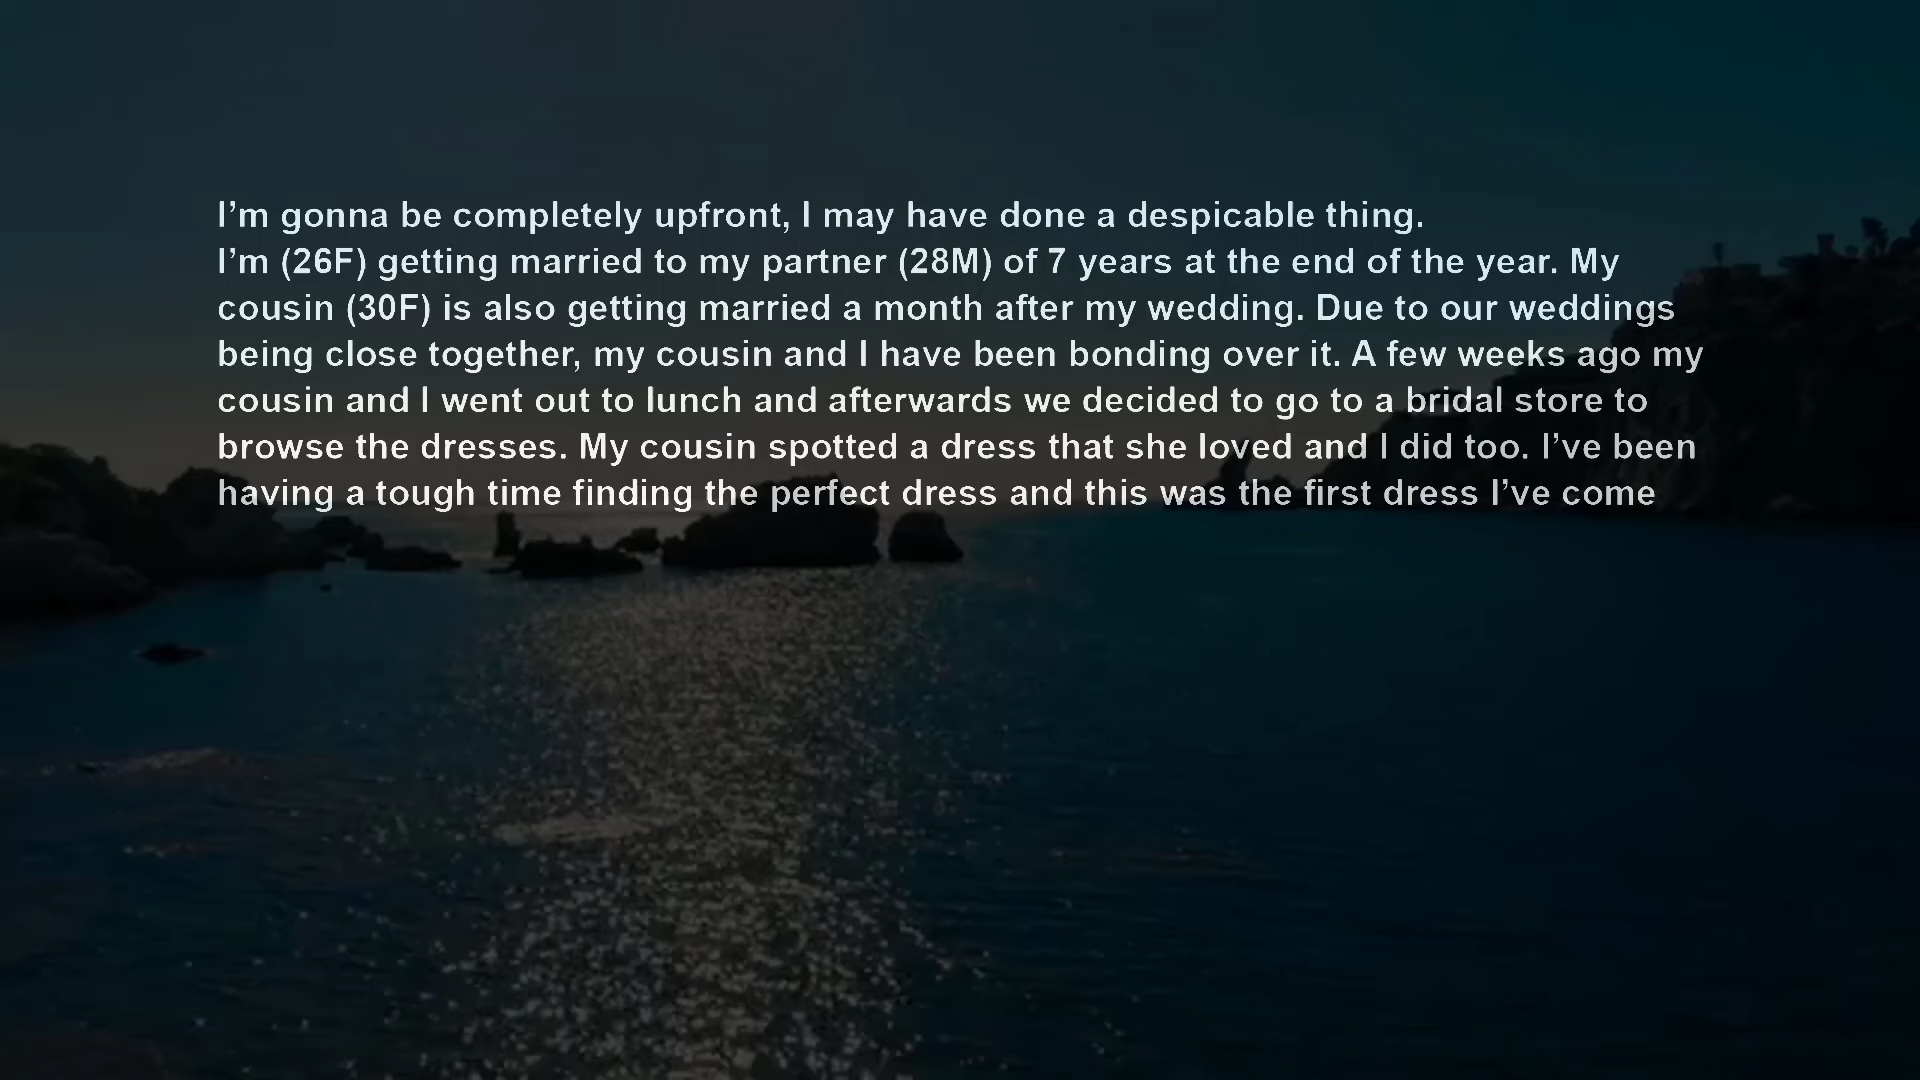 I’m gonna be completely upfront, I may have done a despicable thing.
I’m (26F) getting married to my partner (28M) of 7 years at the end of the year. My
cousin (30F) is also getting married a month after my wedding. Due to our weddings
being close together, my cousin and I have been bonding over it. A few weeks ago my
cousin and I went out to lunch and afterwards we decided to go to a bridal store to
browse the dresses. My cousin spotted a dress that she loved and I did too. I’ve been
having a tough time finding the perfect dress and this was the first dress I’ve come